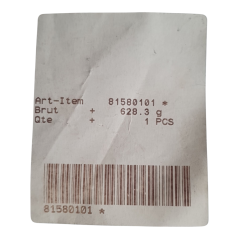 Art-Item 81580101 *
Brut + 628.3 g
Qte ÷ 1 PCS
81580101 *